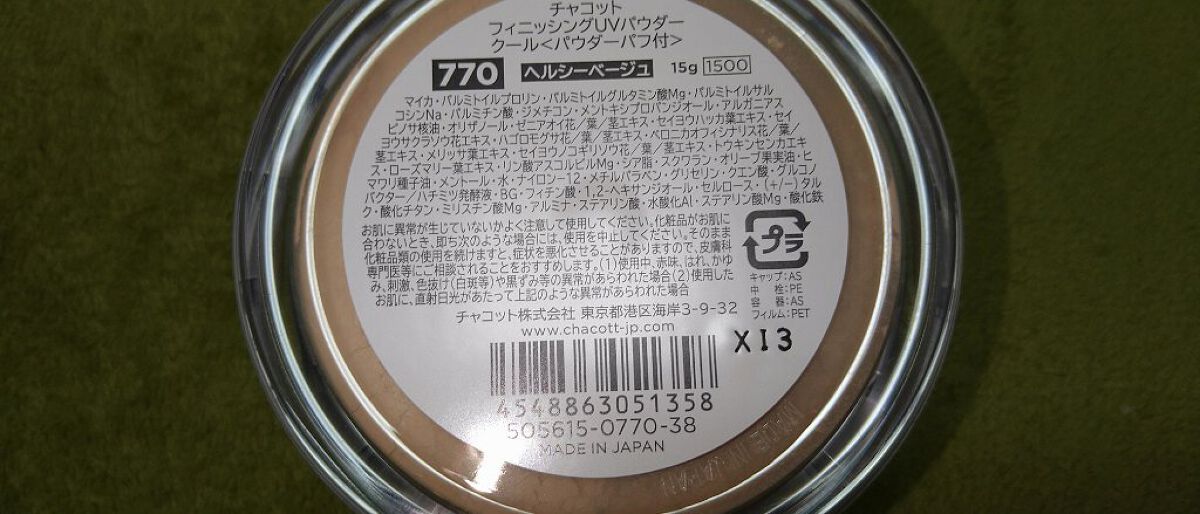 チャコット
フィニッシングUVパウダー
クール<パウダーパフ付>
770 ヘルシーベージュ 15g 1500
マイカ・パルミトイルプロリン・パルミトイルグルタミン酸Mg・パルミトイルサル
コシンNa・パルミチン酸・ジメチコン・メントキシプロパンジオール・アルガニアス
ピノサ核油・オリザノール・ゼニアオイ花/葉/茎エキス・セイヨウハッカ葉エキス・セイ
ヨウサクラソウ花エキス・ハゴロモグサ花/葉/茎エキス・ベロニカオフィシナリス花/葉/
茎エキス・メリッサ葉エキス・セイヨウノコギリソウ花/葉/茎エキス・トウキンセンカエキ
ス・ローズマリー葉エキス・リン酸アスコルビルMg・シア脂・スクワラン・オリーブ果実油・ヒ
マワリ種子油・メントール・水・ナイロン-12・メチルパラベン・グリセリン・クエン酸・グルコノ
バクター/ハチミツ発酵液・BG・フィチン酸・1,2-ヘキサンジオール・セルロース・(+/-)タル
ク・酸化チタン・ミリスチン酸Mg・アルミナ・ステアリン酸・水酸化Al・ステアリン酸Mg・酸化鉄
お肌に異常が生じていないかよく注意して使用してください。化粧品がお肌に
合わないとき、即ち次のような場合には、使用を中止してください。そのまま
化粧品類の使用を続けますと、症状を悪化させることがありますので、皮膚科
専門医等にご相談されることをおすすめします。(1)使用中、赤味、はれ、かゆ
み、刺激、色抜け(白斑等)や黒ずみ等の異常があらわれた場合(2)使用した
お肌に、直射日光があたって上記のような異常があらわれた場合
プラ
キャップ:AS
中 栓:PE
容 器:AS
フィルム:PET
チャコット株式会社 東京都港区海岸3-9-32
www.chacott-jp.com
XI3
4548863051358
505615-0770-38
MADE IN JAPAN
MADE IN JAPAN